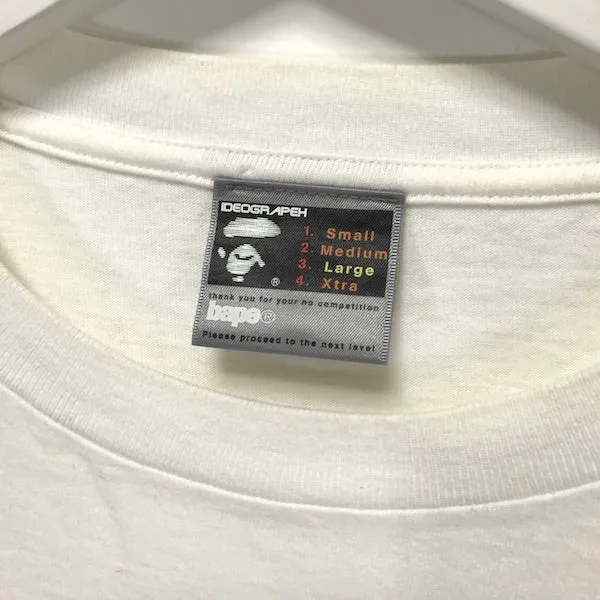 IDEOGRAPEH
1. Small
2. Medium
3. Large
4. Xtra
®
thank you for your no competition
bape®
Please proceed to the next level